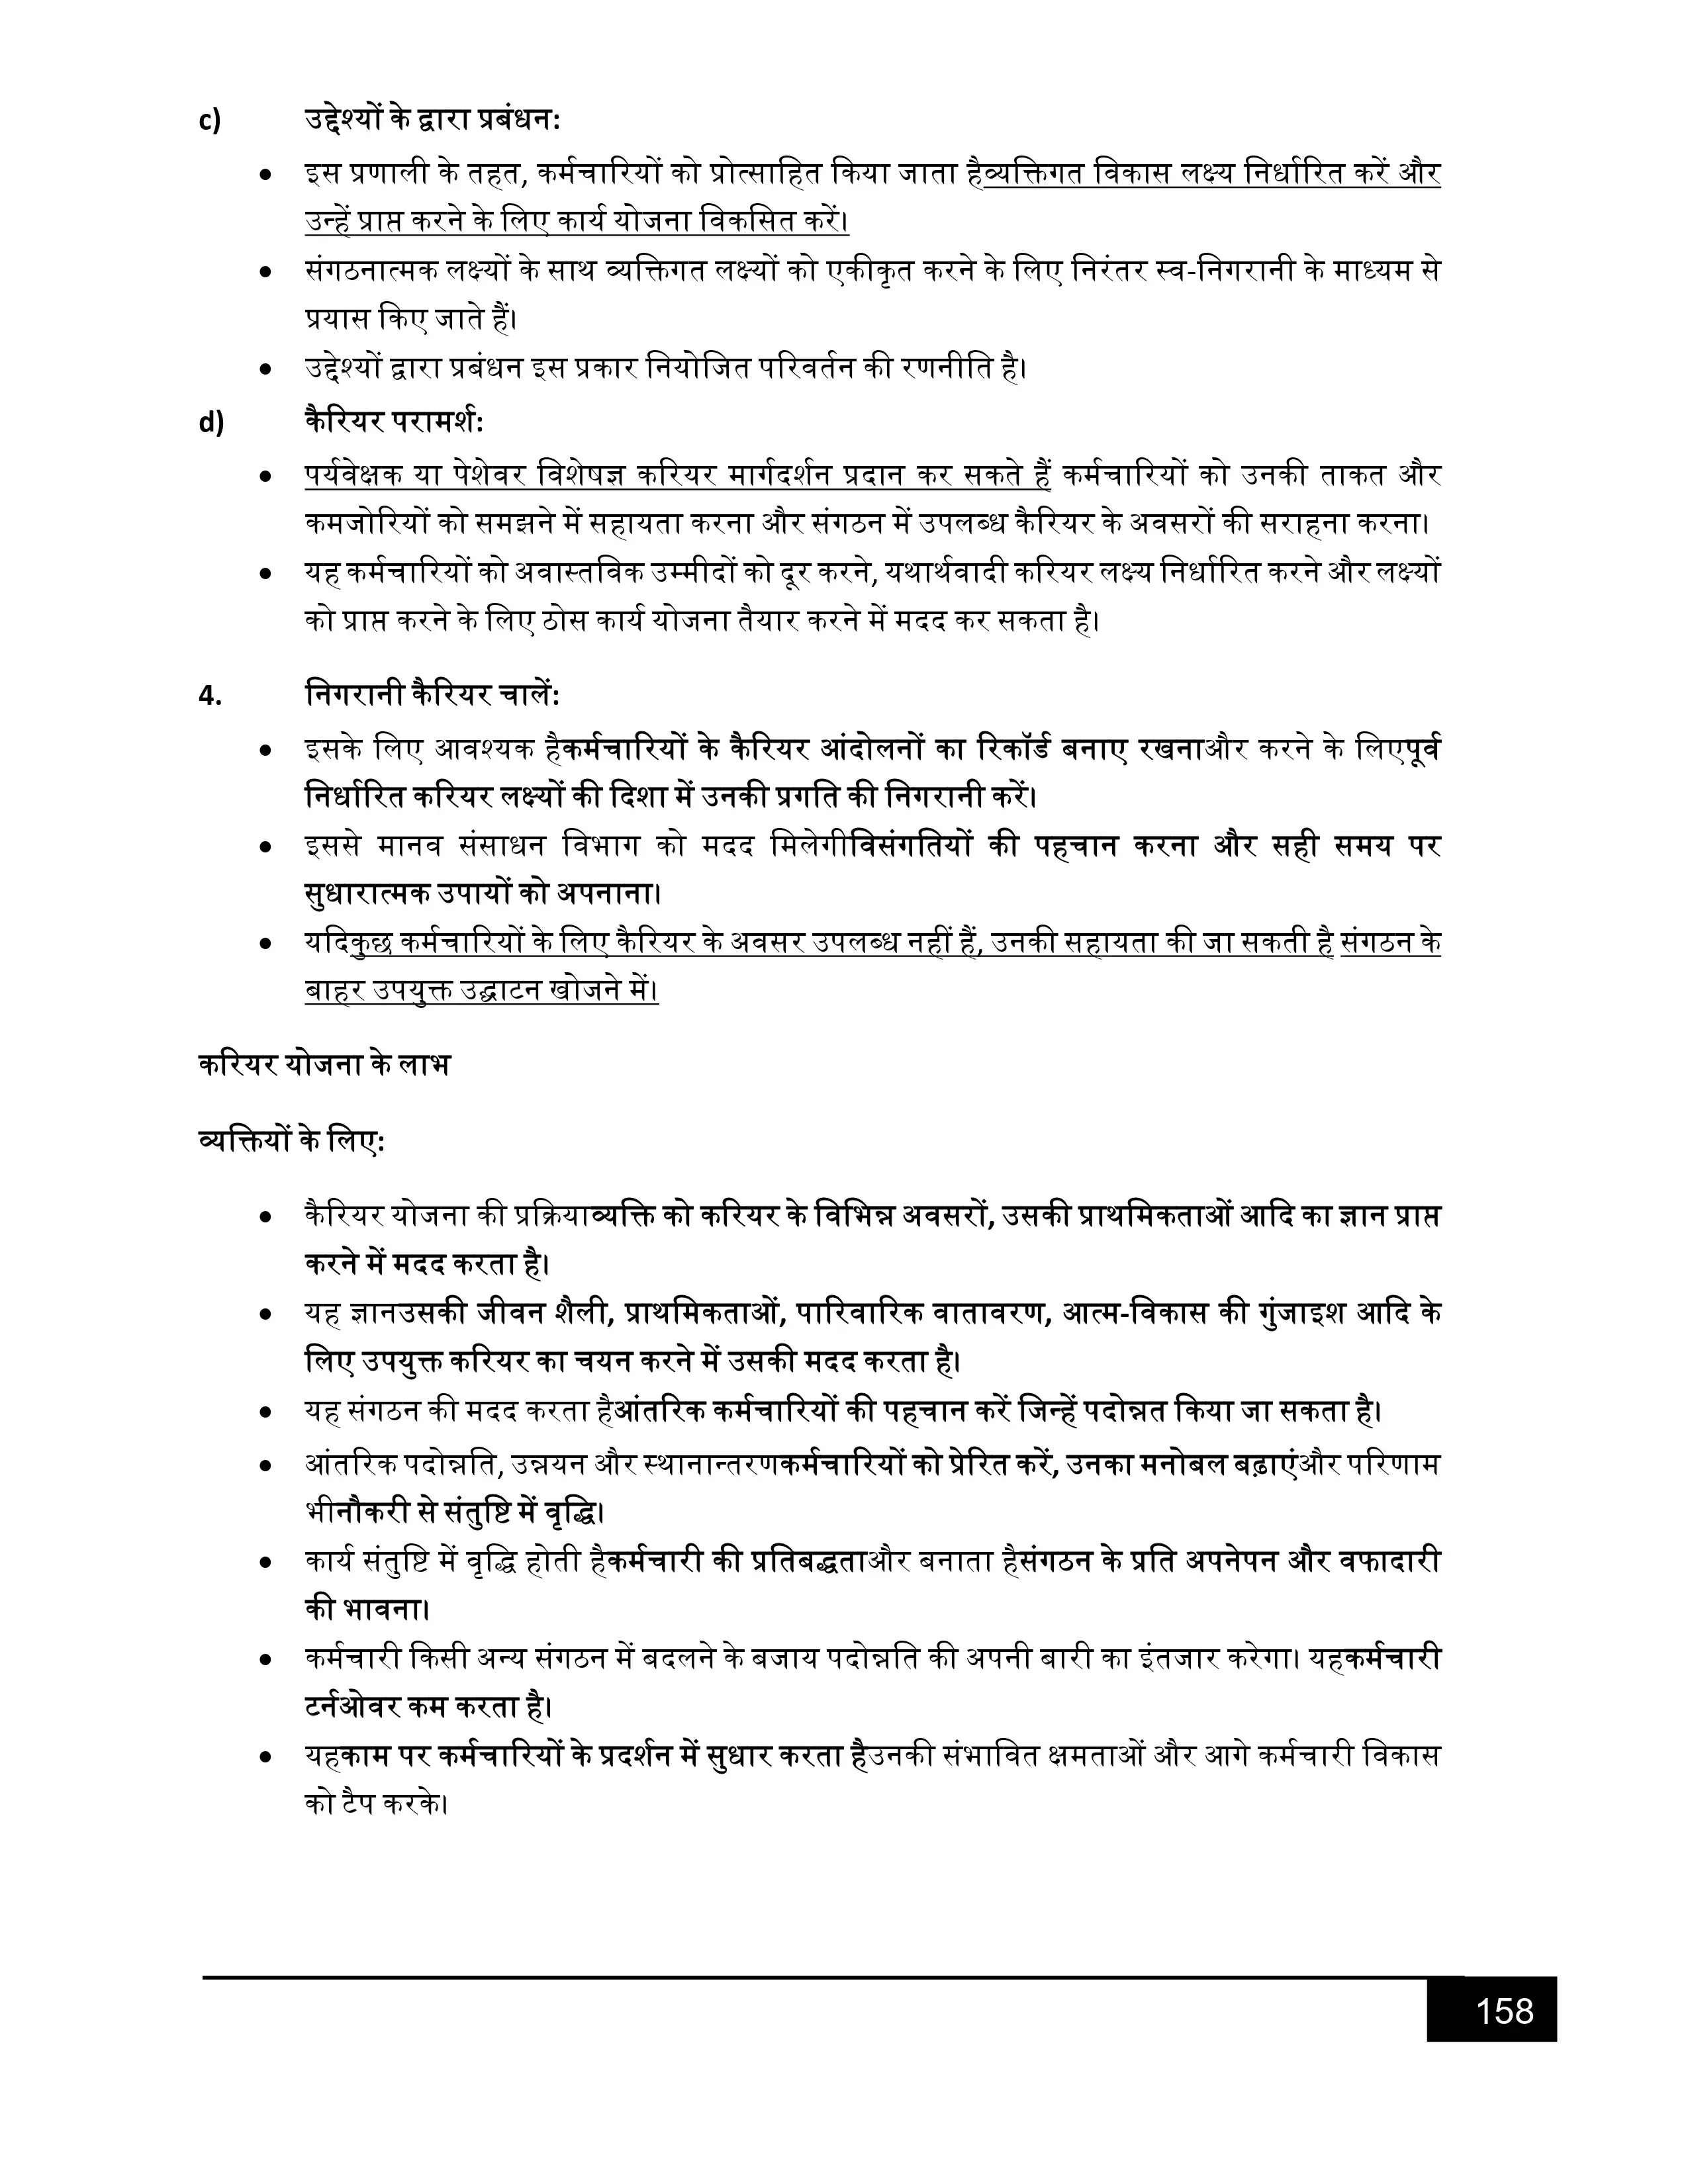 c) उद्देश्यों के द्वारा प्रबंधन:
• इस प्रणाली के तहत, कर्मचारियों को प्रोत्साहित किया जाता हैव्यक्तिगत विकास लक्ष्य निर्धारित करें और
उन्हें प्राप्त करने के लिए कार्य योजना विकसित करें।
• संगठनात्मक लक्ष्यों के साथ व्यक्तिगत लक्ष्यों को एकीकृत करने के लिए निरंतर स्व-निगरानी के माध्यम से
प्रयास किए जाते हैं।
• उद्देश्यों द्वारा प्रबंधन इस प्रकार नियोजित परिवर्तन की रणनीति है।
d) कैरियर परामर्श:
• पर्यवेक्षक या पेशेवर विशेषज्ञ करियर मार्गदर्शन प्रदान कर सकते हैं कर्मचारियों को उनकी ताकत और
कमजोरियों को समझने में सहायता करना और संगठन में उपलब्ध कैरियर के अवसरों की सराहना करना।
• यह कर्मचारियों को अवास्तविक उम्मीदों को दूर करने, यथार्थवादी करियर लक्ष्य निर्धारित करने और लक्ष्यों
को प्राप्त करने के लिए ठोस कार्य योजना तैयार करने में मदद कर सकता है।
4. निगरानी कैरियर चालें:
• इसके लिए आवश्यक हैकर्मचारियों के कैरियर आंदोलनों का रिकॉर्ड बनाए रखनाऔर करने के लिएपूर्व
निर्धारित करियर लक्ष्यों की दिशा में उनकी प्रगति की निगरानी करें।
• इससे मानव संसाधन विभाग को मदद मिलेगीविसंगतियों की पहचान करना और सही समय पर
सुधारात्मक उपायों को अपनाना।
• यदिकुछ कर्मचारियों के लिए कैरियर के अवसर उपलब्ध नहीं हैं, उनकी सहायता की जा सकती है संगठन के
बाहर उपयुक्त उद्घाटन खोजने में।
करियर योजना के लाभ
व्यक्तियों के लिए:
• कैरियर योजना की प्रक्रियाव्यक्ति को करियर के विभिन्न अवसरों, उसकी प्राथमिकताओं आदि का ज्ञान प्राप्त
करने में मदद करता है।
• यह ज्ञानउसकी जीवन शैली, प्राथमिकताओं, पारिवारिक वातावरण, आत्म-विकास की गुंजाइश आदि के
लिए उपयुक्त करियर का चयन करने में उसकी मदद करता है।
• यह संगठन की मदद करता हैआंतरिक कर्मचारियों की पहचान करें जिन्हें पदोन्नत किया जा सकता है।
• आंतरिक पदोन्नति, उन्नयन और स्थानान्तरणकर्मचारियों को प्रेरित करें, उनका मनोबल बढ़ाएंऔर परिणाम
भीनौकरी से संतुष्टि में वृद्धि।
• कार्य संतुष्टि में वृद्धि होती हैकर्मचारी की प्रतिबद्धताऔर बनाता हैसंगठन के प्रति अपनेपन और वफादारी
की भावना।
• कर्मचारी किसी अन्य संगठन में बदलने के बजाय पदोन्नति की अपनी बारी का इंतजार करेगा। यहकर्मचारी
टर्नओवर कम करता है।
• यहकाम पर कर्मचारियों के प्रदर्शन में सुधार करता हैउनकी संभावित क्षमताओं और आगे कर्मचारी विकास
को टैप करके।
158